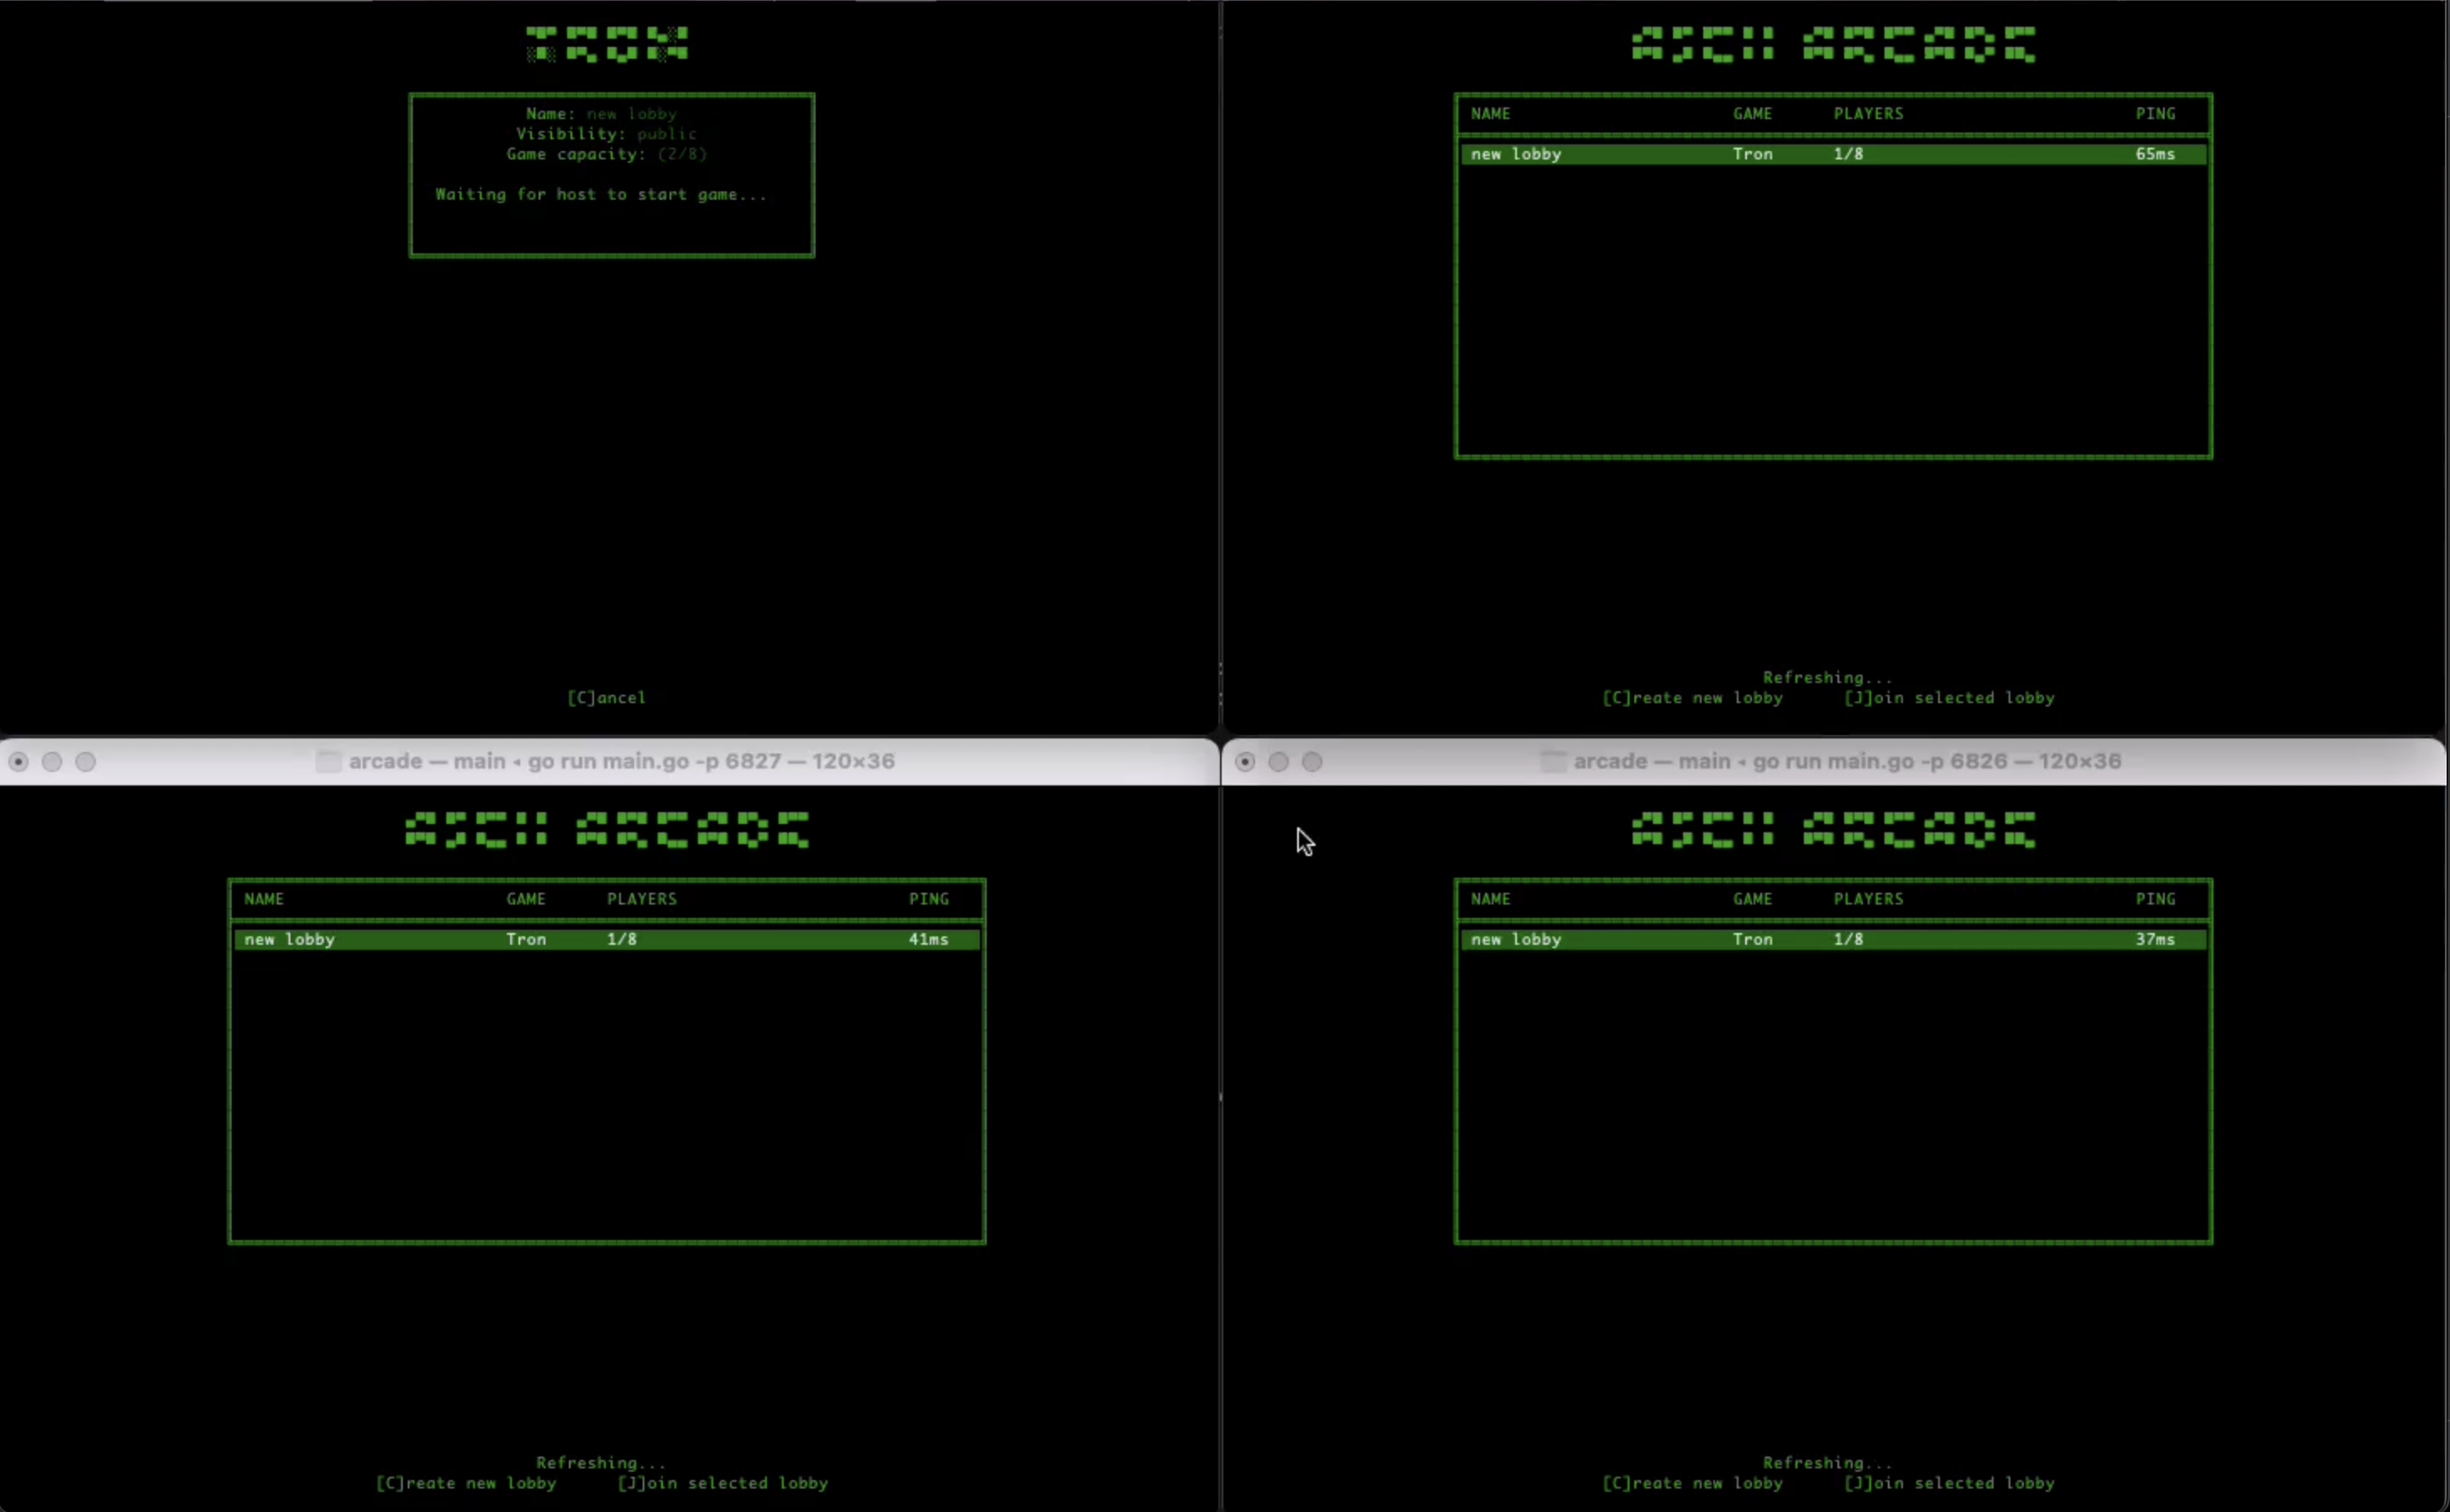 TRON
Name: new lobby
Visibility: public
Game capacity: (2/8)
Waiting for host to start game...
[C]ancel
ASCII ARCADE
NAME GAME PLAYERS PING
new lobby Tron 1/8 65ms
Refreshing...
[C]reate new lobby [J]oin selected lobby
arcade — main ◂ go run main.go -p 6827 — 120×36
ASCII ARCADE
NAME GAME PLAYERS PING
new lobby Tron 1/8 41ms
Refreshing...
[C]reate new lobby [J]oin selected lobby
arcade — main ◂ go run main.go -p 6826 — 120×36
ASCII ARCADE
NAME GAME PLAYERS PING
new lobby Tron 1/8 37ms
Refreshing...
[C]reate new lobby [J]oin selected lobby